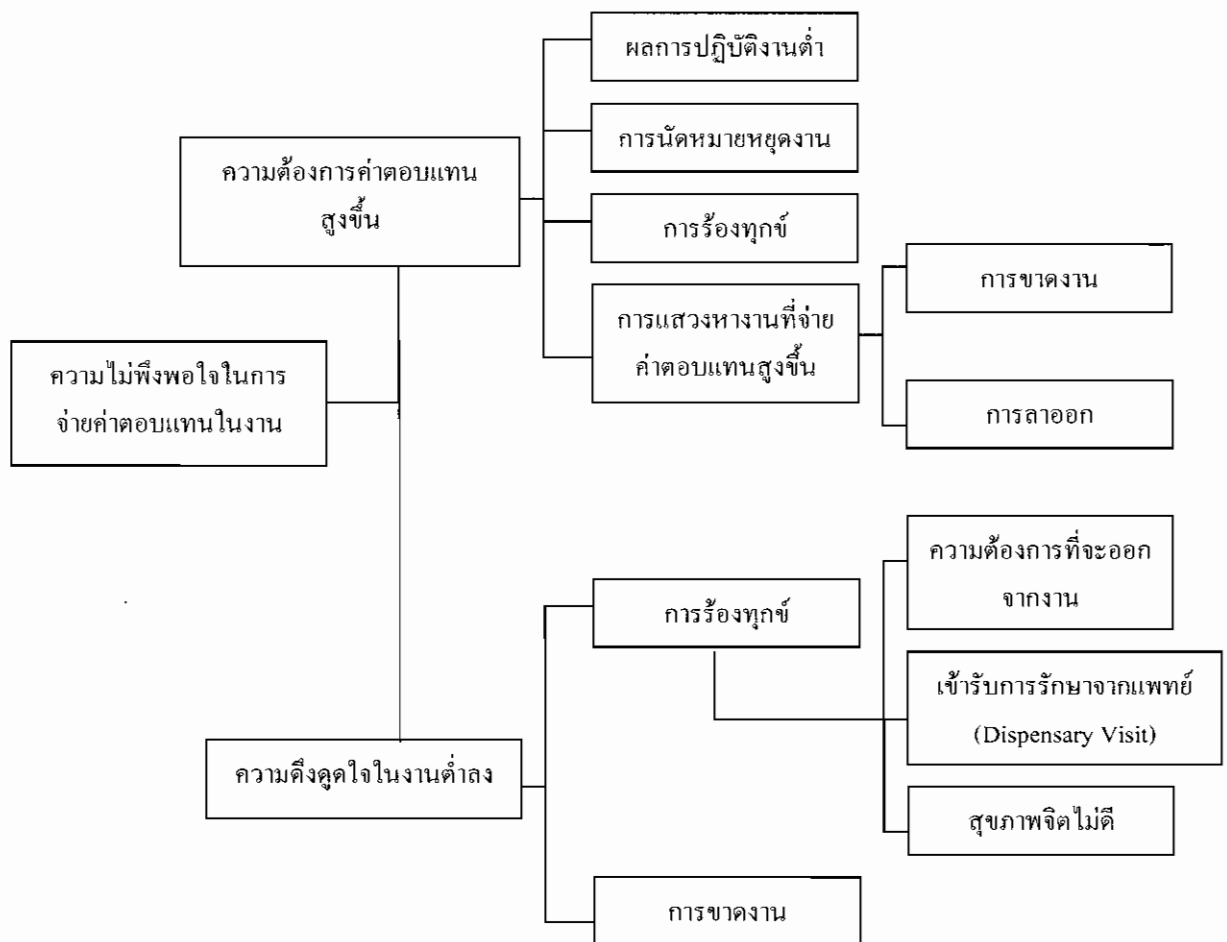 ผลการปฏิบัติงานต่ำ
การนัดหมายหยุดงาน
ความต้องการค่าตอบแทน
สูงขึ้น
การร้องทุกข์
การแสวงหางานที่จ่าย
ค่าตอบแทนสูงขึ้น
การขาดงาน
การลาออก
ความไม่พึงพอใจในการ
จ่ายค่าตอบแทนในงาน
ความต้องการที่จะออก
จากงาน
การร้องทุกข์
เข้ารับการรักษาจากแพทย์
(Dispensary Visit)
ความดึงดูดใจในงานต่ำลง
สุขภาพจิตไม่ดี
การขาดงาน